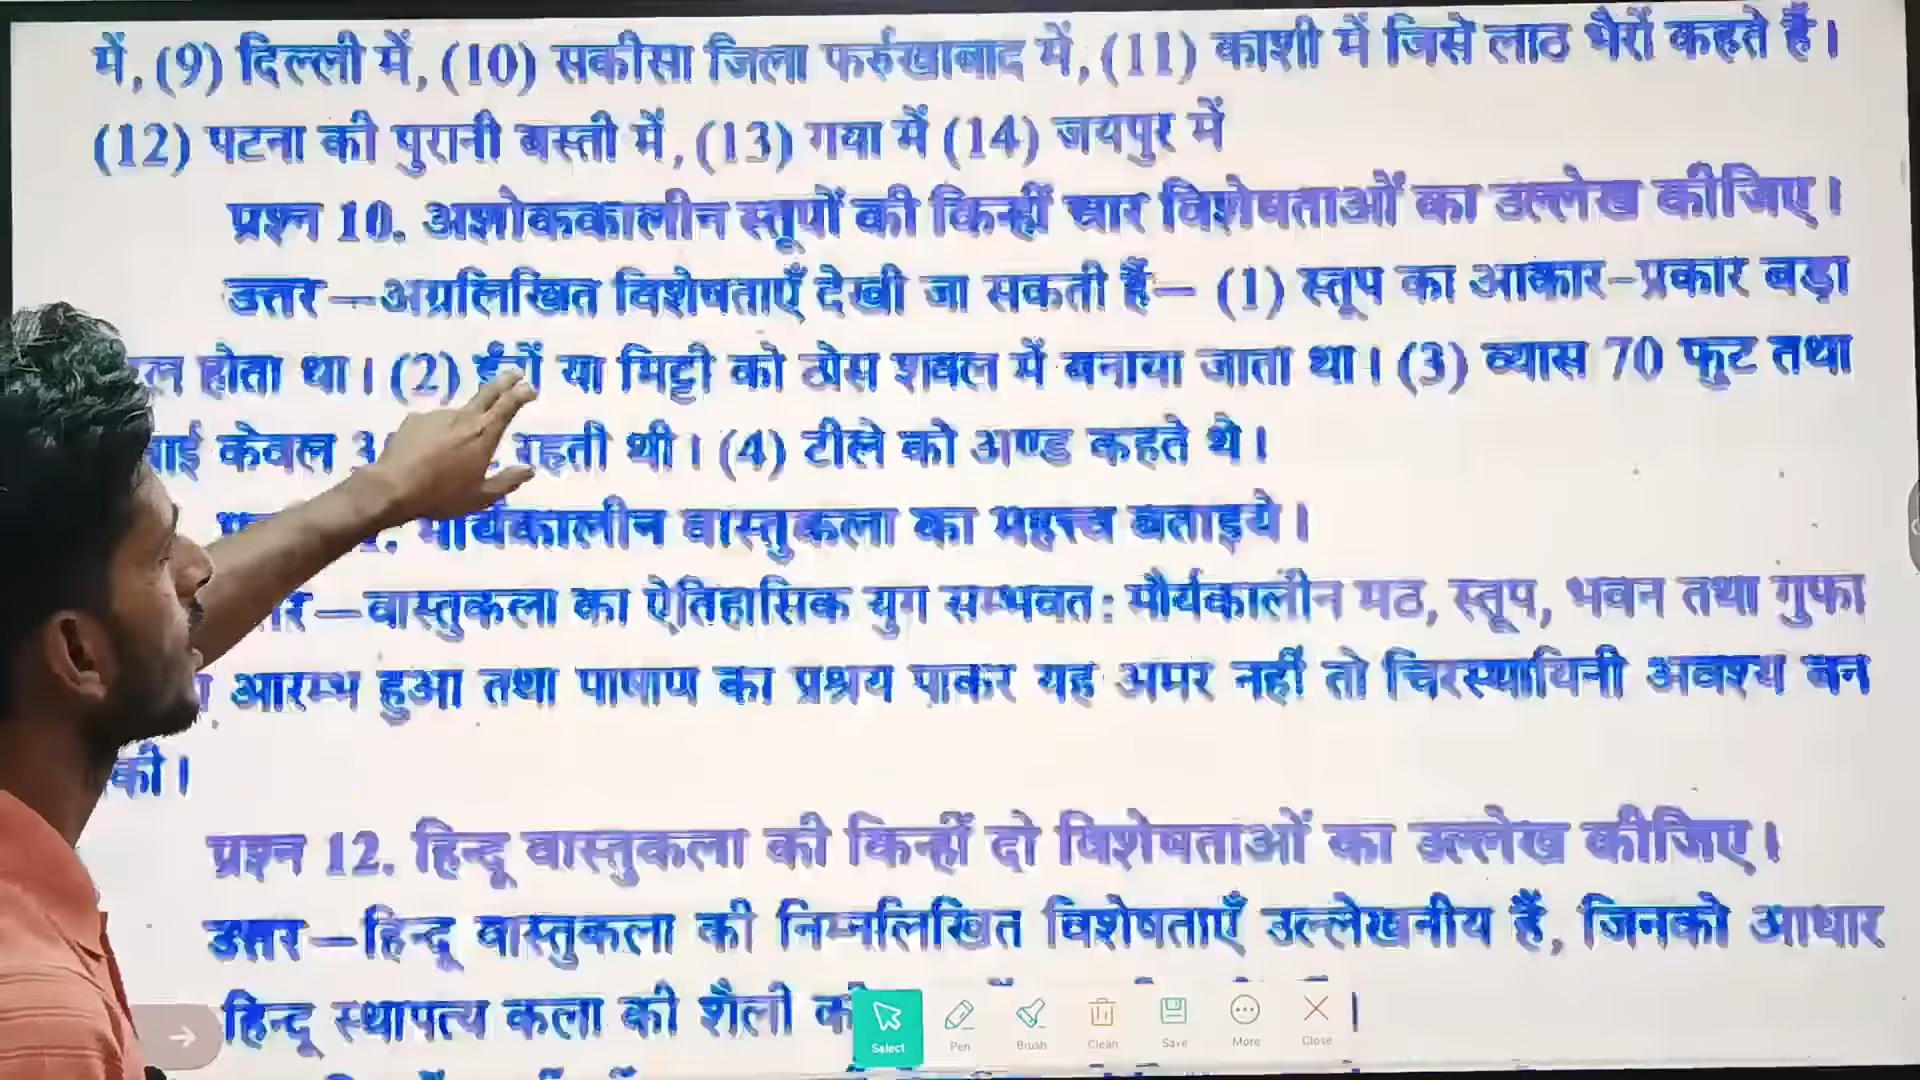 में, (9) दिल्ली में, (10) सकीसा जिला फर्रुखाबाद में, (11) काशी में जिसे लाठ भैरों कहते हैं।
(12) पटना की पुरानी बस्ती में, (13) गया में (14) जयपुर में
प्रश्न 10. अशोककालीन स्तूपों की किन्हीं चार विशेषताओं का उल्लेख कीजिए।
उत्तर—अग्रलिखित विशेषताएँ देखी जा सकती हैं— (1) स्तूप का आकार-प्रकार बड़ा
होता था। (2) ईंटों या मिट्टी को ठोस शक्ल में बनाया जाता था। (3) व्यास 70 फुट तथा
केवल रहती थी। (4) टीले को अण्ड कहते थे।
मौर्यकालीन वास्तुकला का महत्त्व बताइये।
—वास्तुकला का ऐतिहासिक युग सम्भवत: मौर्यकालीन मठ, स्तूप, भवन तथा गुफा
आरम्भ हुआ तथा पाषाण का प्रश्रय पाकर यह अमर नहीं तो चिरस्थायिनी अवश्य बन
की।
प्रश्न 12. हिन्दू वास्तुकला की किन्हीं दो विशेषताओं का उल्लेख कीजिए।
उत्तर—हिन्दू वास्तुकला की निम्नलिखित विशेषताएँ उल्लेखनीय हैं, जिनको आधार
हिन्दू स्थापत्य कला की शैली
Select Pen Brush Clean Save More Close